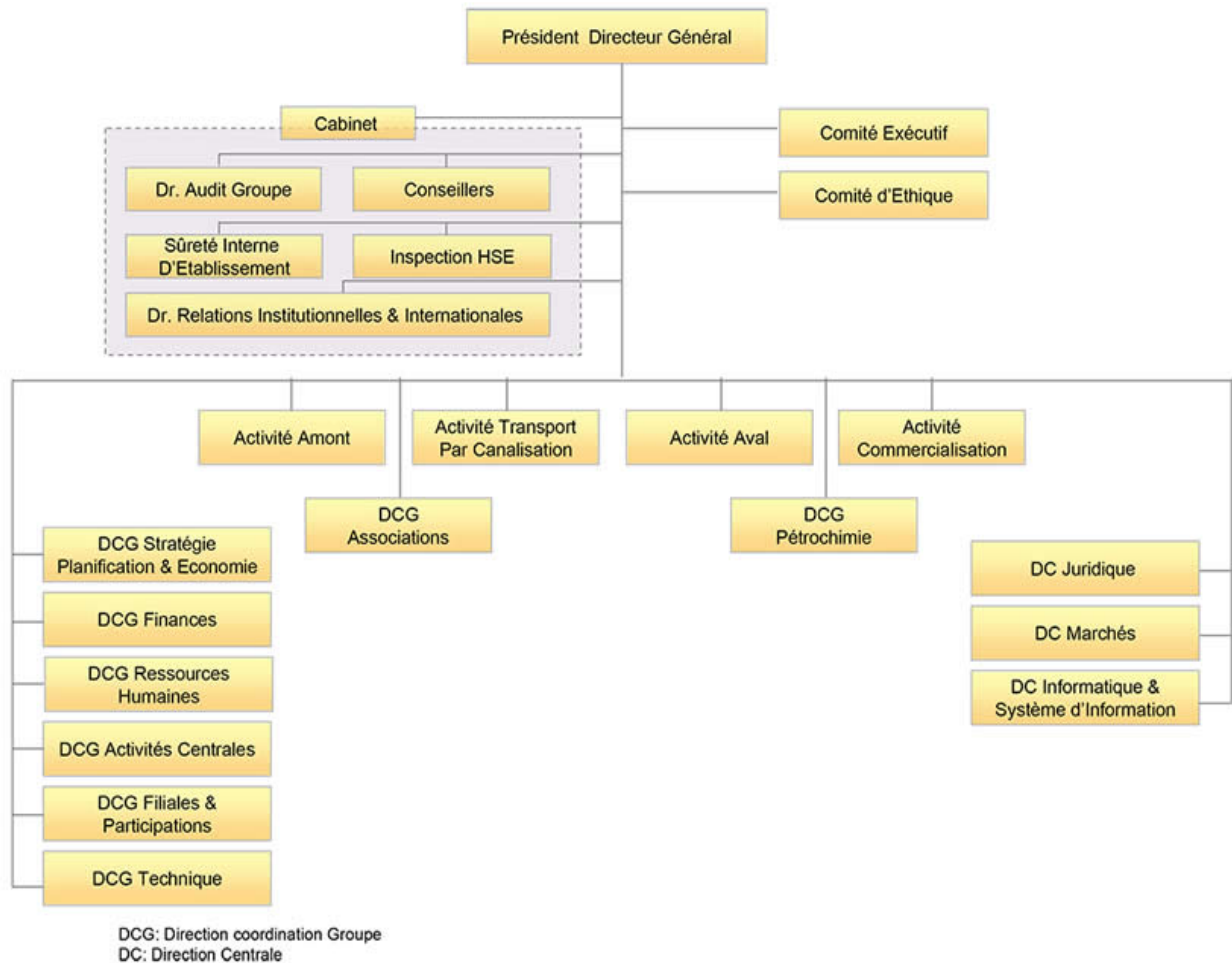 Président Directeur Général
Cabinet
Comité Exécutif
Dr. Audit Groupe
Conseillers
Comité d'Ethique
Sûreté Interne
D'Etablissement
Inspection HSE
Dr. Relations Institutionnelles & Internationales
Activité Amont
Activité Transport
Par Canalisation
Activité Aval
Activité
Commercialisation
DCG
Associations
DCG
Pétrochimie
DCG Stratégie
Planification & Economie
DCG Finances
DCG Ressources
Humaines
DCG Activités Centrales
DCG Filiales &
Participations
DCG Technique
DC Juridique
DC Marchés
DC Informatique &
Système d'Information
DCG: Direction coordination Groupe
DC: Direction Centrale